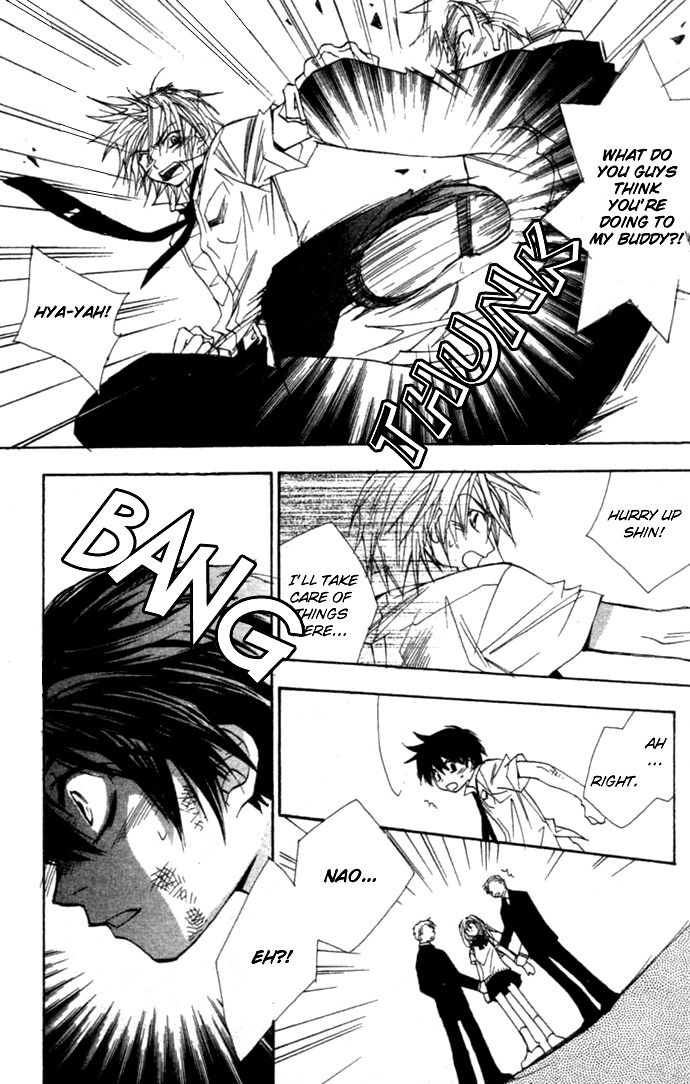 WHAT DO
YOU GUYS
THINK
YOU'RE
DOING TO
MY BUDDY?!
HYA-YAH!
THUNK
HURRY UP
SHIN!
I'LL TAKE
CARE OF
THINGS
HERE...
BANG
AH
...
RIGHT.
NAO...
EH?!